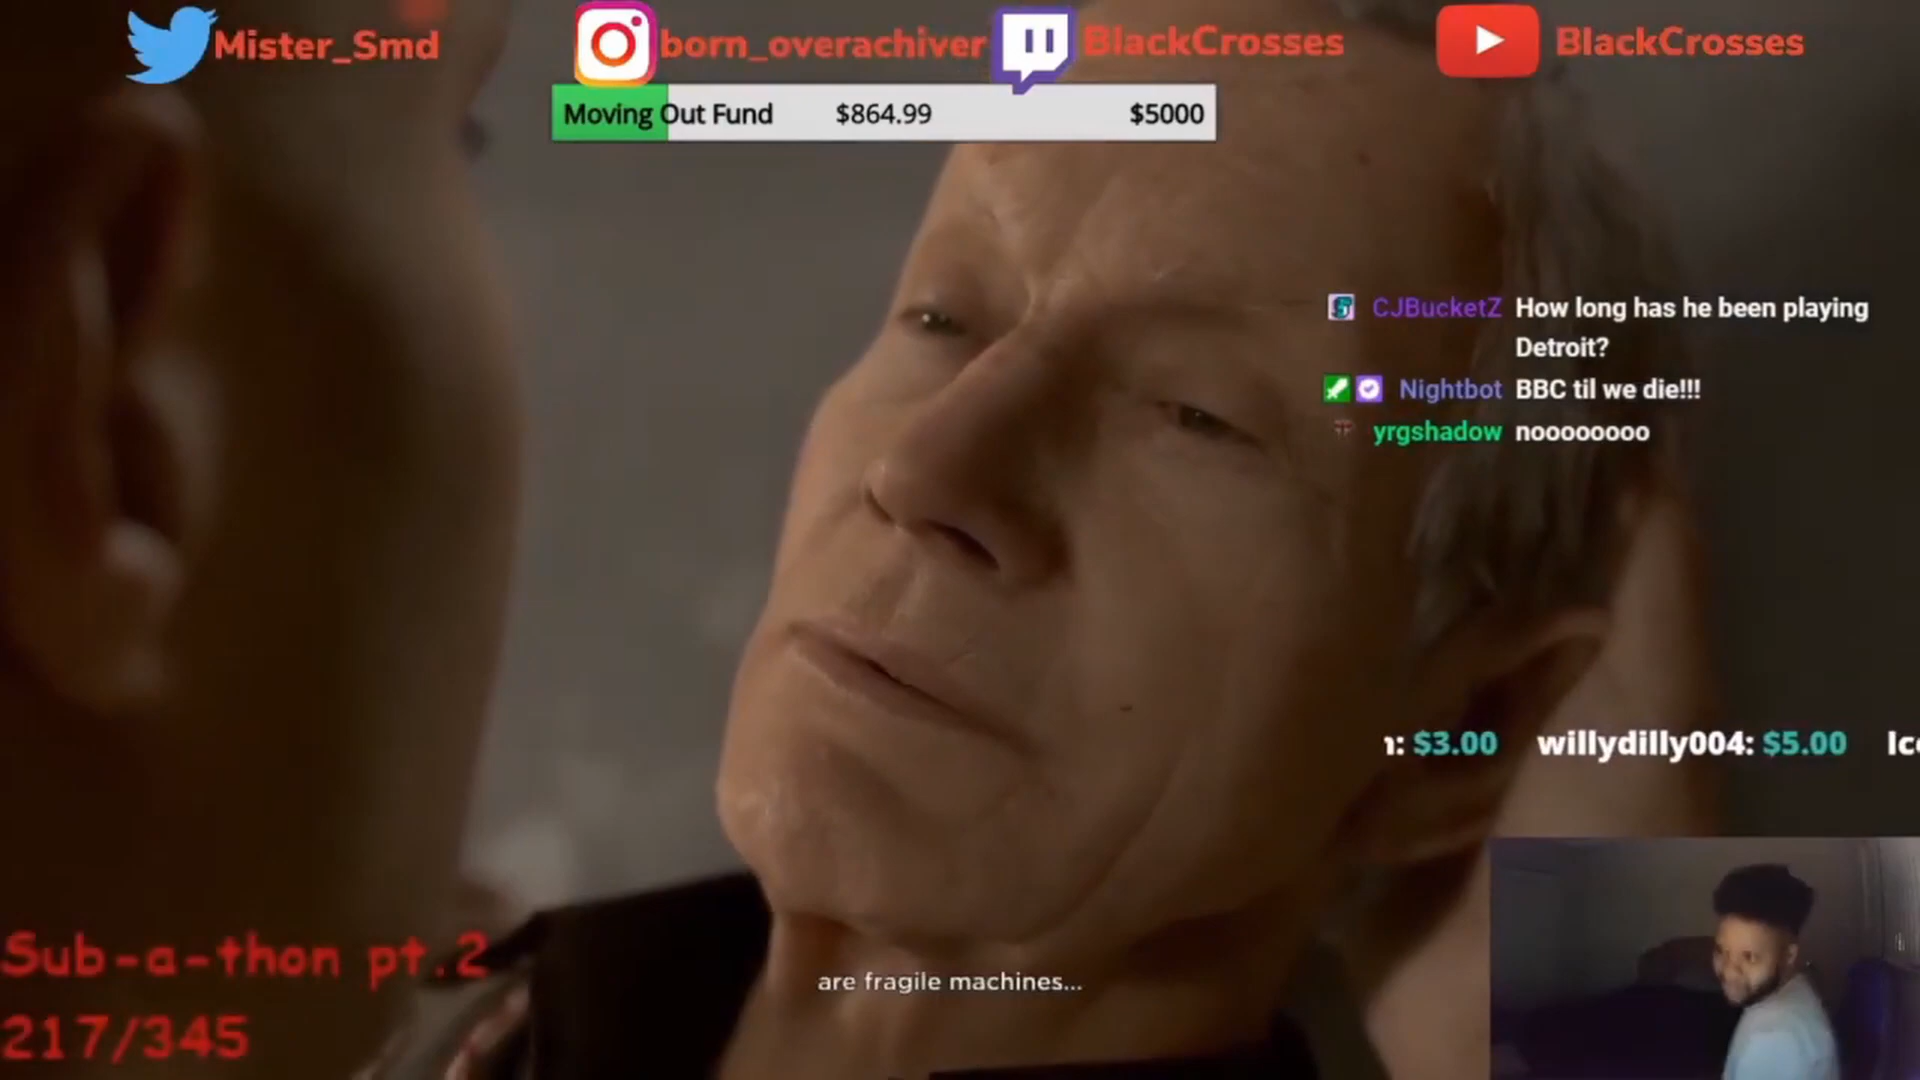 Mister_Smd
born_overachiver
BlackCrosses
BlackCrosses
Moving Out Fund $864.99 $5000
CJBucketZ How long has he been playing
Detroit?
Nightbot BBC til we die!!!
yrgshadow noooooooo
: $3.00 willydilly004: $5.00
are fragile machines...
Sub-a-thon pt.2
217/345